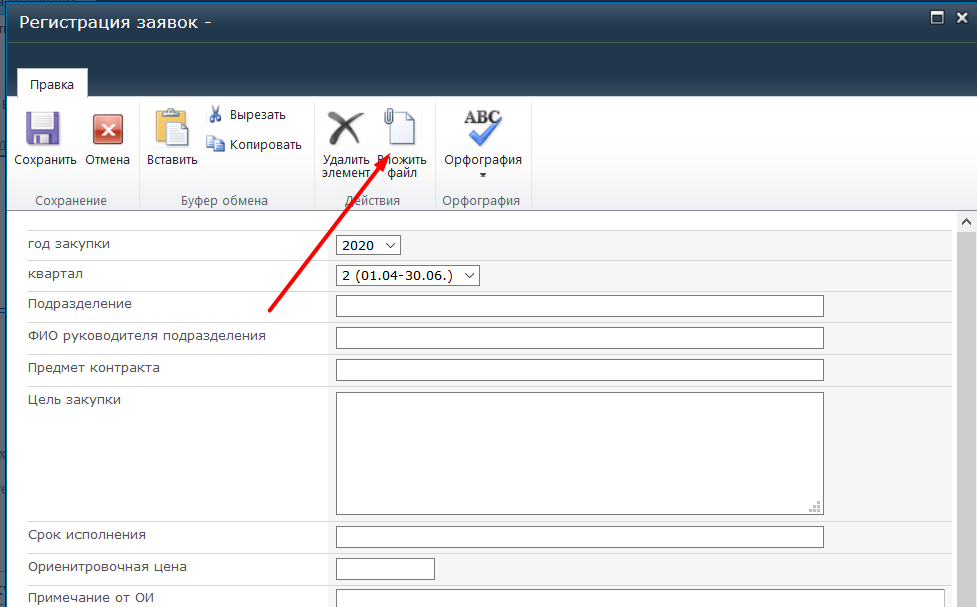 Регистрация заявок -
Правка
Сохранить
Отмена
Вставить
Вырезать
Копировать
Удалить
элемент
Вложить
файл
ABC
Орфография
Сохранение
Буфер обмена
Действия
Орфография
год закупки
2020
квартал
2 (01.04-30.06.)
Подразделение
ФИО руководителя подразделения
Предмет контракта
Цель закупки
Срок исполнения
Ориенитровочная цена
Примечание от ОИ